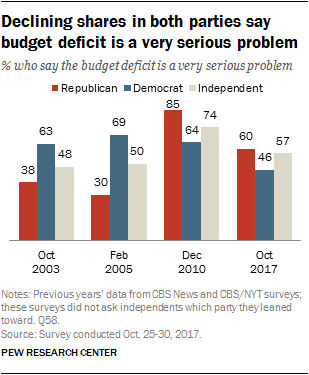 Declining shares in both parties say
budget deficit is a very serious problem
% who say the budget deficit is a very serious problem
Republican Democrat Independent
38 63 48 30 69 50 85 64 74 60 46 57
Oct Feb Dec Oct
2003 2005 2010 2017
Notes: Previous years' data from CBS News and CBS/NYT surveys;
these surveys did not ask independents which party they leaned
toward. Q58.
Source: Survey conducted Oct. 25-30, 2017.
PEW RESEARCH CENTER